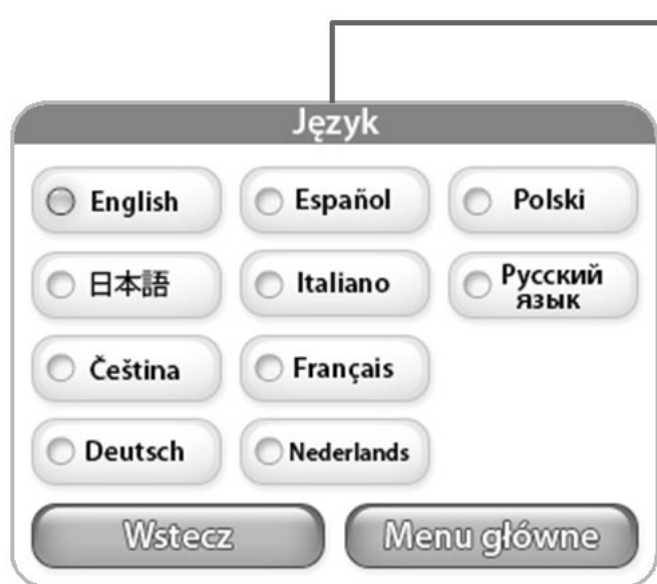 Język
English
Español
Polski
日本語
Italiano
Русский
язык
Čeština
Français
Deutsch
Nederlands
Wstecz
Menu główne